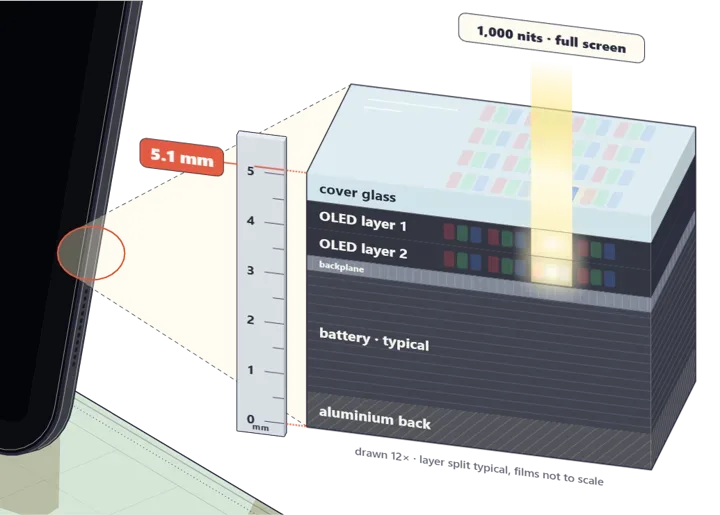 1,000 nits · full screen
5.1 mm
5
4
3
2
1
0
mm
cover glass
OLED layer 1
OLED layer 2
backplane
battery · typical
aluminium back
drawn 12× · layer split typical, films not to scale